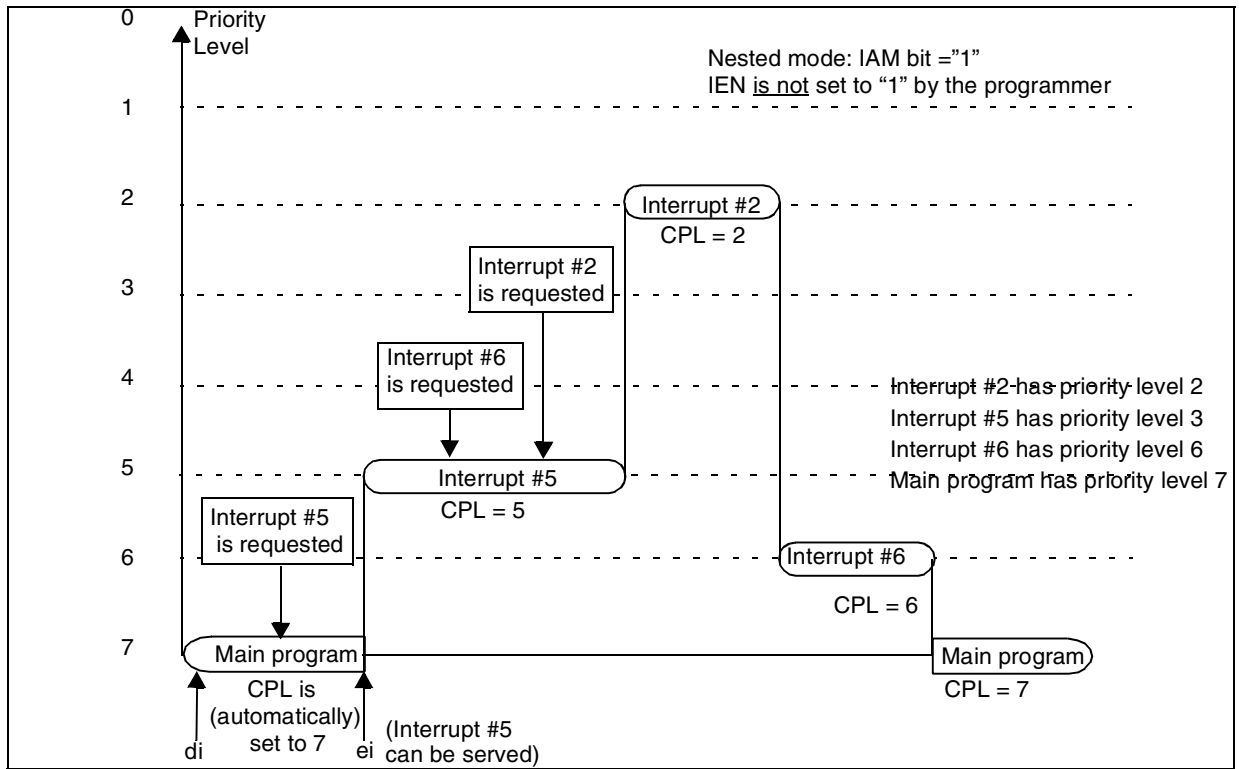 0
Priority
Level
Nested mode: IAM bit =”1”
IEN is not set to “1” by the programmer
1
2
Interrupt #2
CPL = 2
Interrupt #2
is requested
3
Interrupt #6
is requested
4
Interrupt #2 has priority level 2
Interrupt #5 has priority level 3
Interrupt #6 has priority level 6
Main program has priority level 7
5
Interrupt #5
CPL = 5
Interrupt #5
is requested
6
Interrupt #6
CPL = 6
7
Main program
Main program
CPL is
(automatically)
set to 7
CPL = 7
di
ei
(Interrupt #5
can be served)